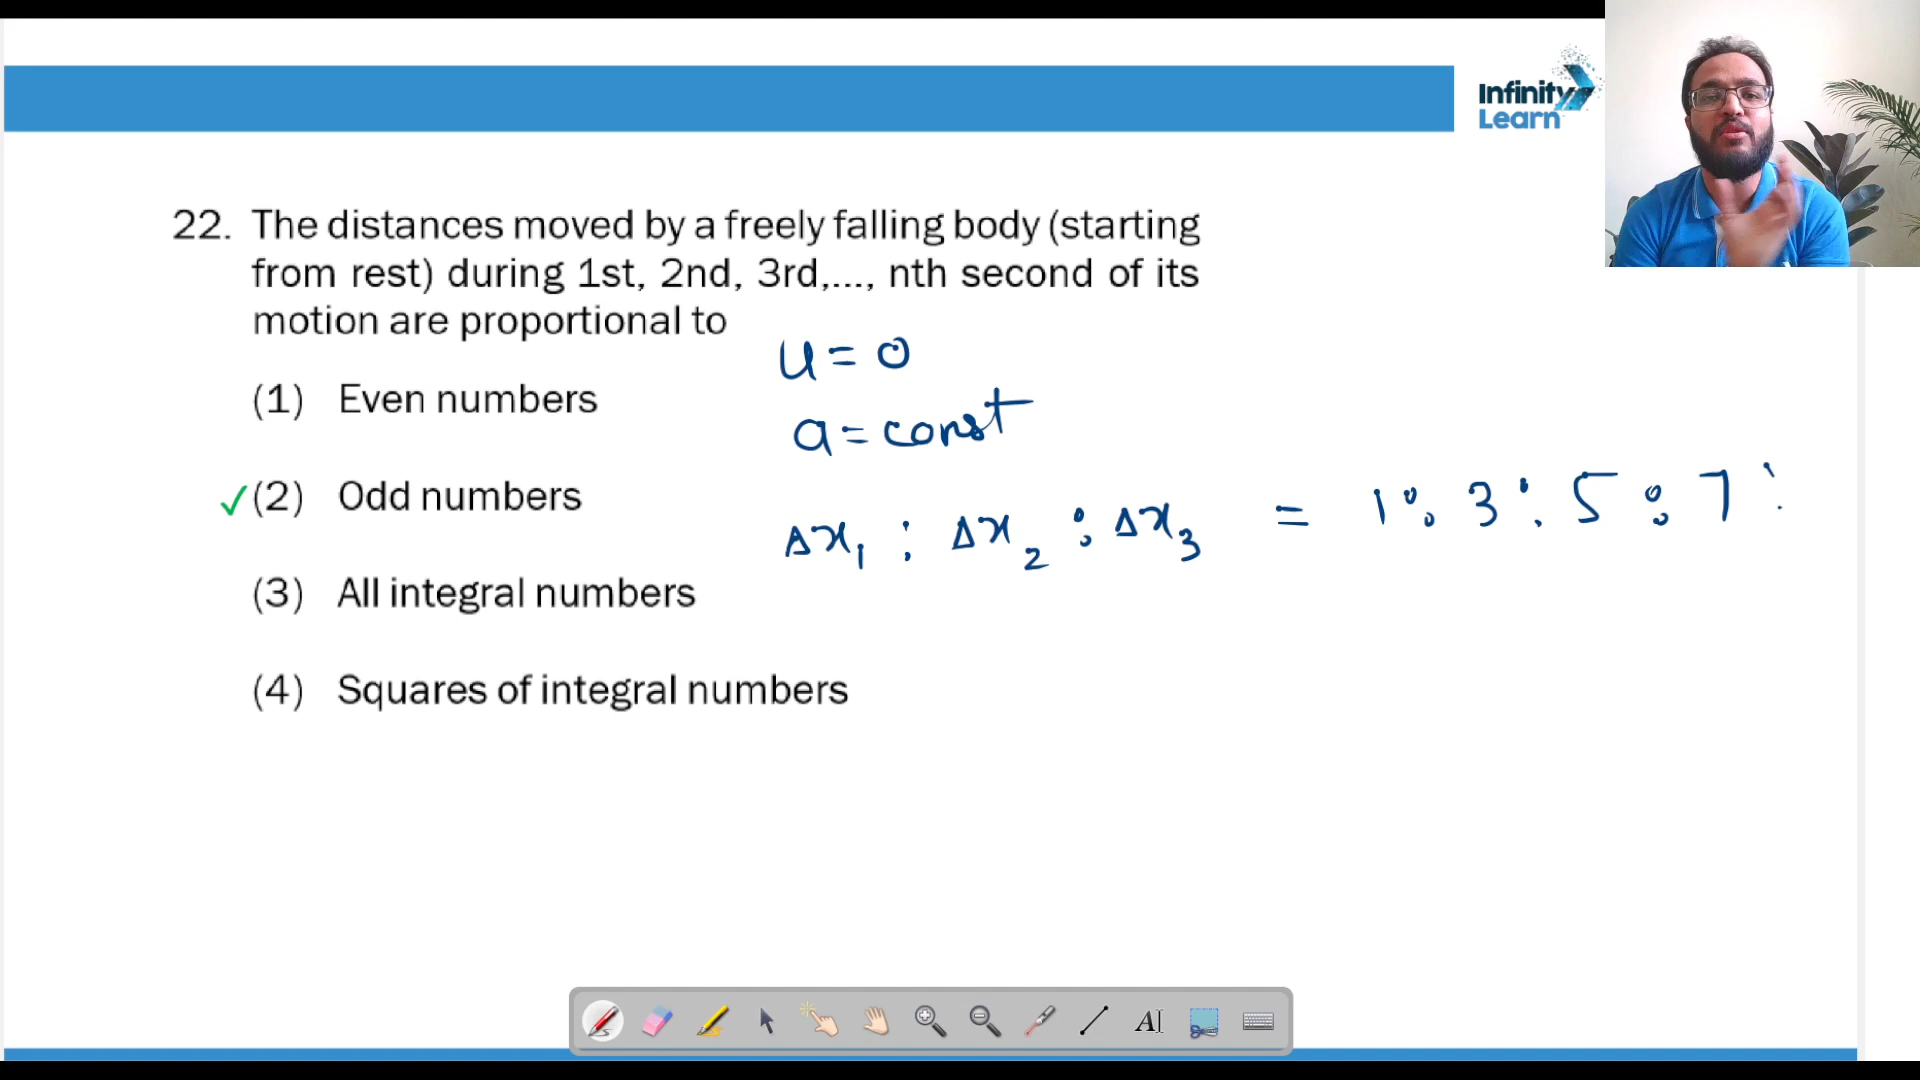 Infinity
Learn
22. The distances moved by a freely falling body (starting
from rest) during 1st, 2nd, 3rd,..., nth second of its
motion are proportional to
u = 0
(1) Even numbers
a = const
(2) Odd numbers
Δx₁ : Δx₂ : Δx₃ = 1 : 3 : 5 : 7 :
(3) All integral numbers
(4) Squares of integral numbers
AI